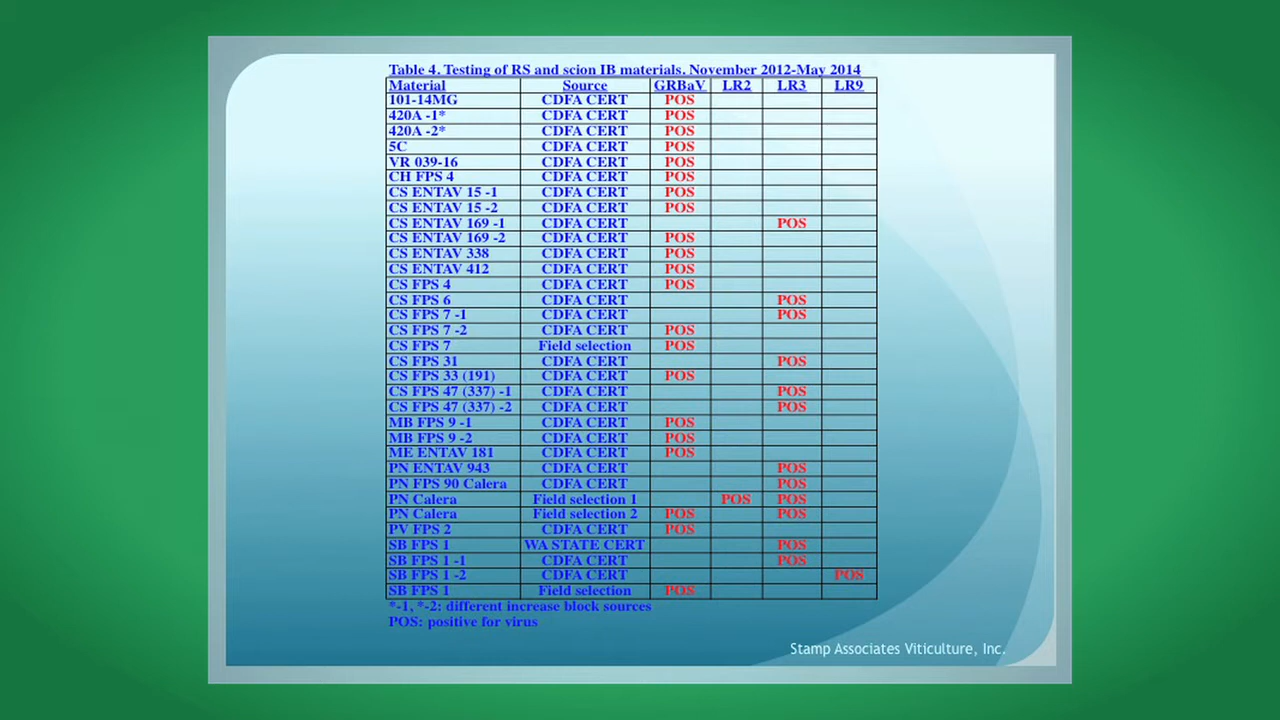 Table 4. Testing of RS and scion IB materials. November 2012-May 2014
Material Source GRBaV LR2 LR3 LR9
101-14MG CDFA CERT POS
420A -1* CDFA CERT POS
420A -2* CDFA CERT POS
5C CDFA CERT POS
VR 039-16 CDFA CERT POS
CH FPS 4 CDFA CERT POS
CS ENTAV 15 -1 CDFA CERT POS
CS ENTAV 15 -2 CDFA CERT POS
CS ENTAV 169 -1 CDFA CERT POS
CS ENTAV 169 -2 CDFA CERT POS
CS ENTAV 338 CDFA CERT POS
CS ENTAV 412 CDFA CERT POS
CS FPS 4 CDFA CERT POS
CS FPS 6 CDFA CERT POS
CS FPS 7 -1 CDFA CERT POS
CS FPS 7 -2 CDFA CERT POS
CS FPS 7 Field selection POS
CS FPS 31 CDFA CERT POS
CS FPS 33 (191) CDFA CERT POS
CS FPS 47 (337) -1 CDFA CERT POS
CS FPS 47 (337) -2 CDFA CERT POS
MB FPS 9 -1 CDFA CERT POS
MB FPS 9 -2 CDFA CERT POS
ME ENTAV 181 CDFA CERT POS
PN ENTAV 943 CDFA CERT POS
PN FPS 90 Calera CDFA CERT POS
PN Calera Field selection 1 POS POS
PN Calera Field selection 2 POS POS
PV FPS 2 CDFA CERT POS
SB FPS 1 WA STATE CERT POS
SB FPS 1 -1 CDFA CERT POS
SB FPS 1 -2 CDFA CERT POS
SB FPS 1 Field selection POS
*-1, *-2: different increase block sources
POS: positive for virus
Stamp Associates Viticulture, Inc.